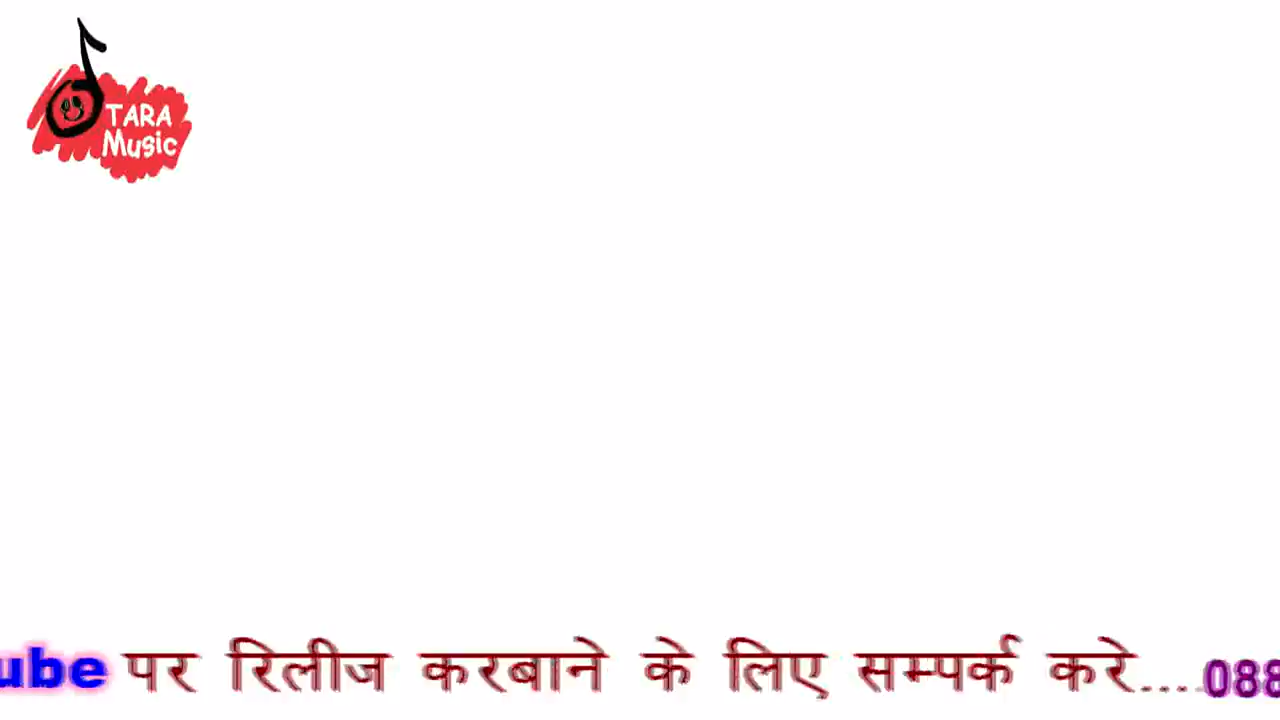 TARA
Music
ube पर रिलीज करबाने के लिए सम्पर्क करे.... 088